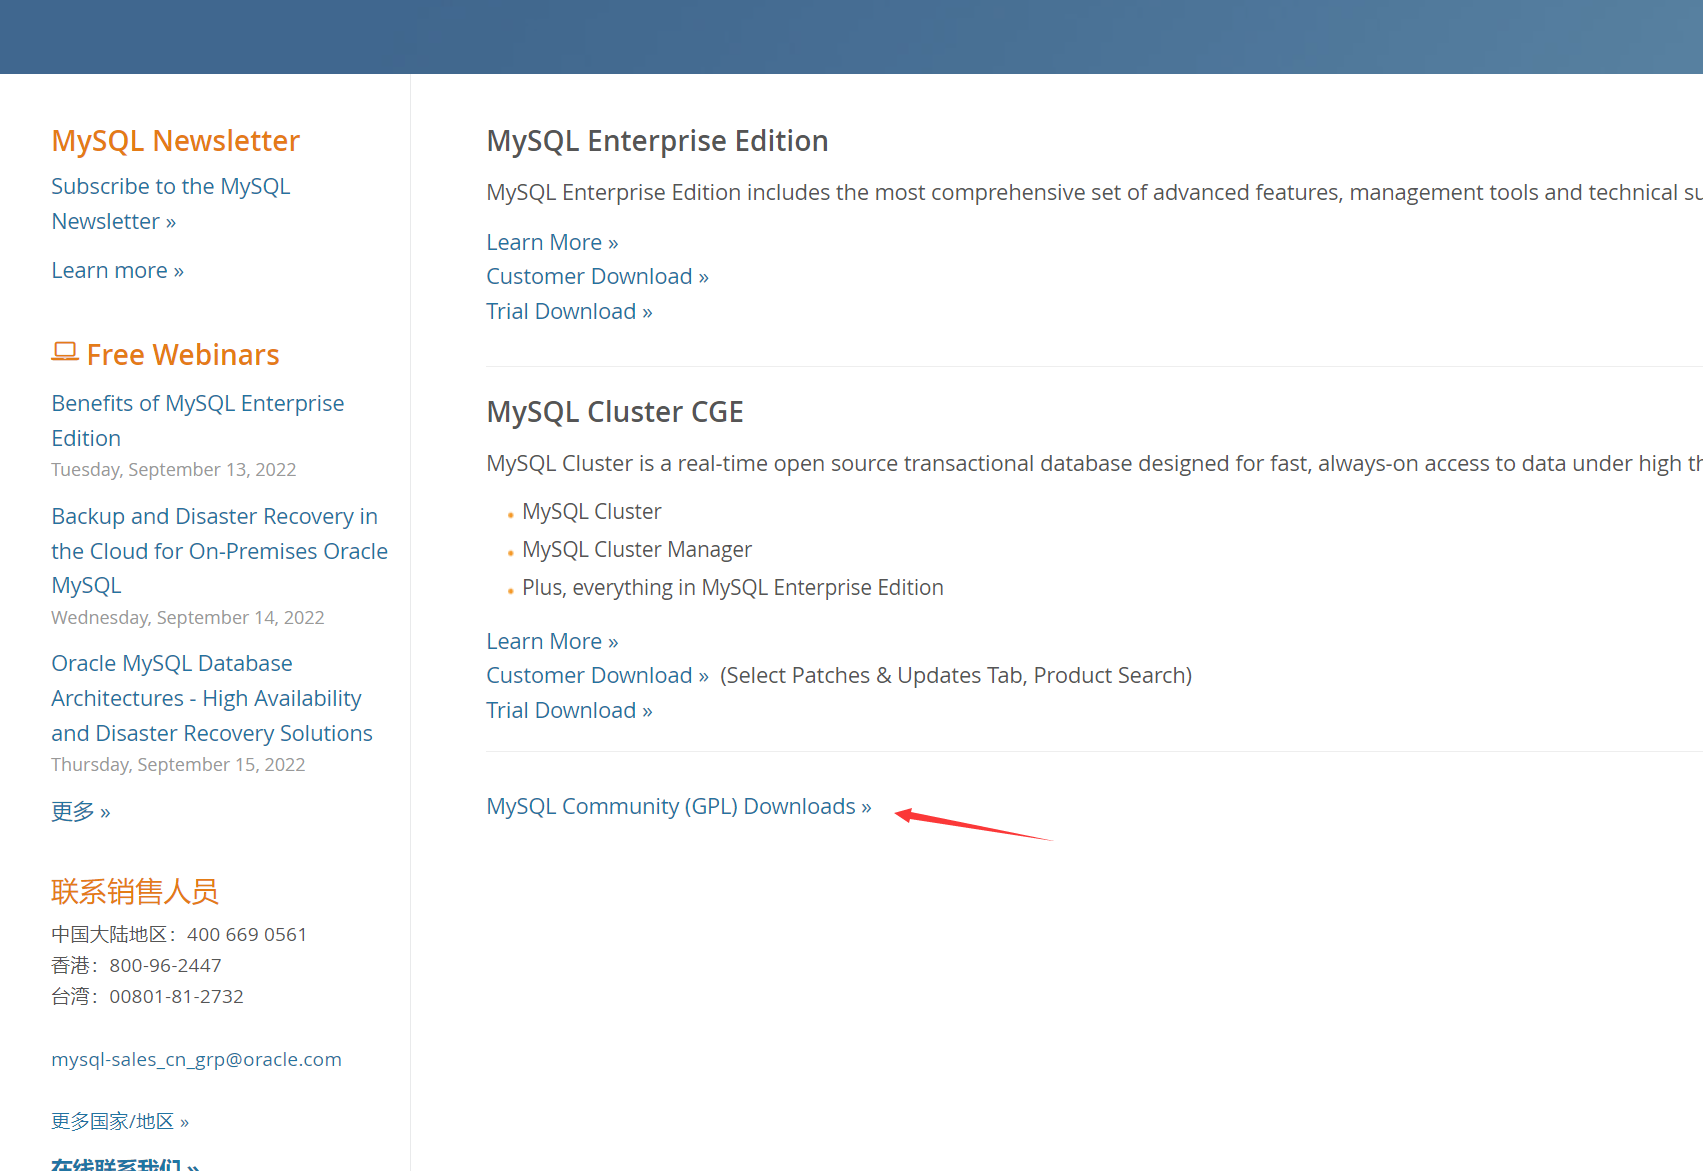 MySQL Newsletter
Subscribe to the MySQL
Newsletter »
Learn more »
Free Webinars
Benefits of MySQL Enterprise
Edition
Tuesday, September 13, 2022
Backup and Disaster Recovery in
the Cloud for On-Premises Oracle
MySQL
Wednesday, September 14, 2022
Oracle MySQL Database
Architectures - High Availability
and Disaster Recovery Solutions
Thursday, September 15, 2022
更多 »
联系销售人员
中国大陆地区：400 669 0561
香港：800-96-2447
台湾：00801-81-2732
mysql-sales_cn_grp@oracle.com
更多国家/地区 »
在线联系我们 »
MySQL Enterprise Edition
MySQL Enterprise Edition includes the most comprehensive set of advanced features, management tools and technical
Learn More »
Customer Download »
Trial Download »
MySQL Cluster CGE
MySQL Cluster is a real-time open source transactional database designed for fast, always-on access to data under high
MySQL Cluster
MySQL Cluster Manager
Plus, everything in MySQL Enterprise Edition
Learn More »
Customer Download » (Select Patches & Updates Tab, Product Search)
Trial Download »
MySQL Community (GPL) Downloads »